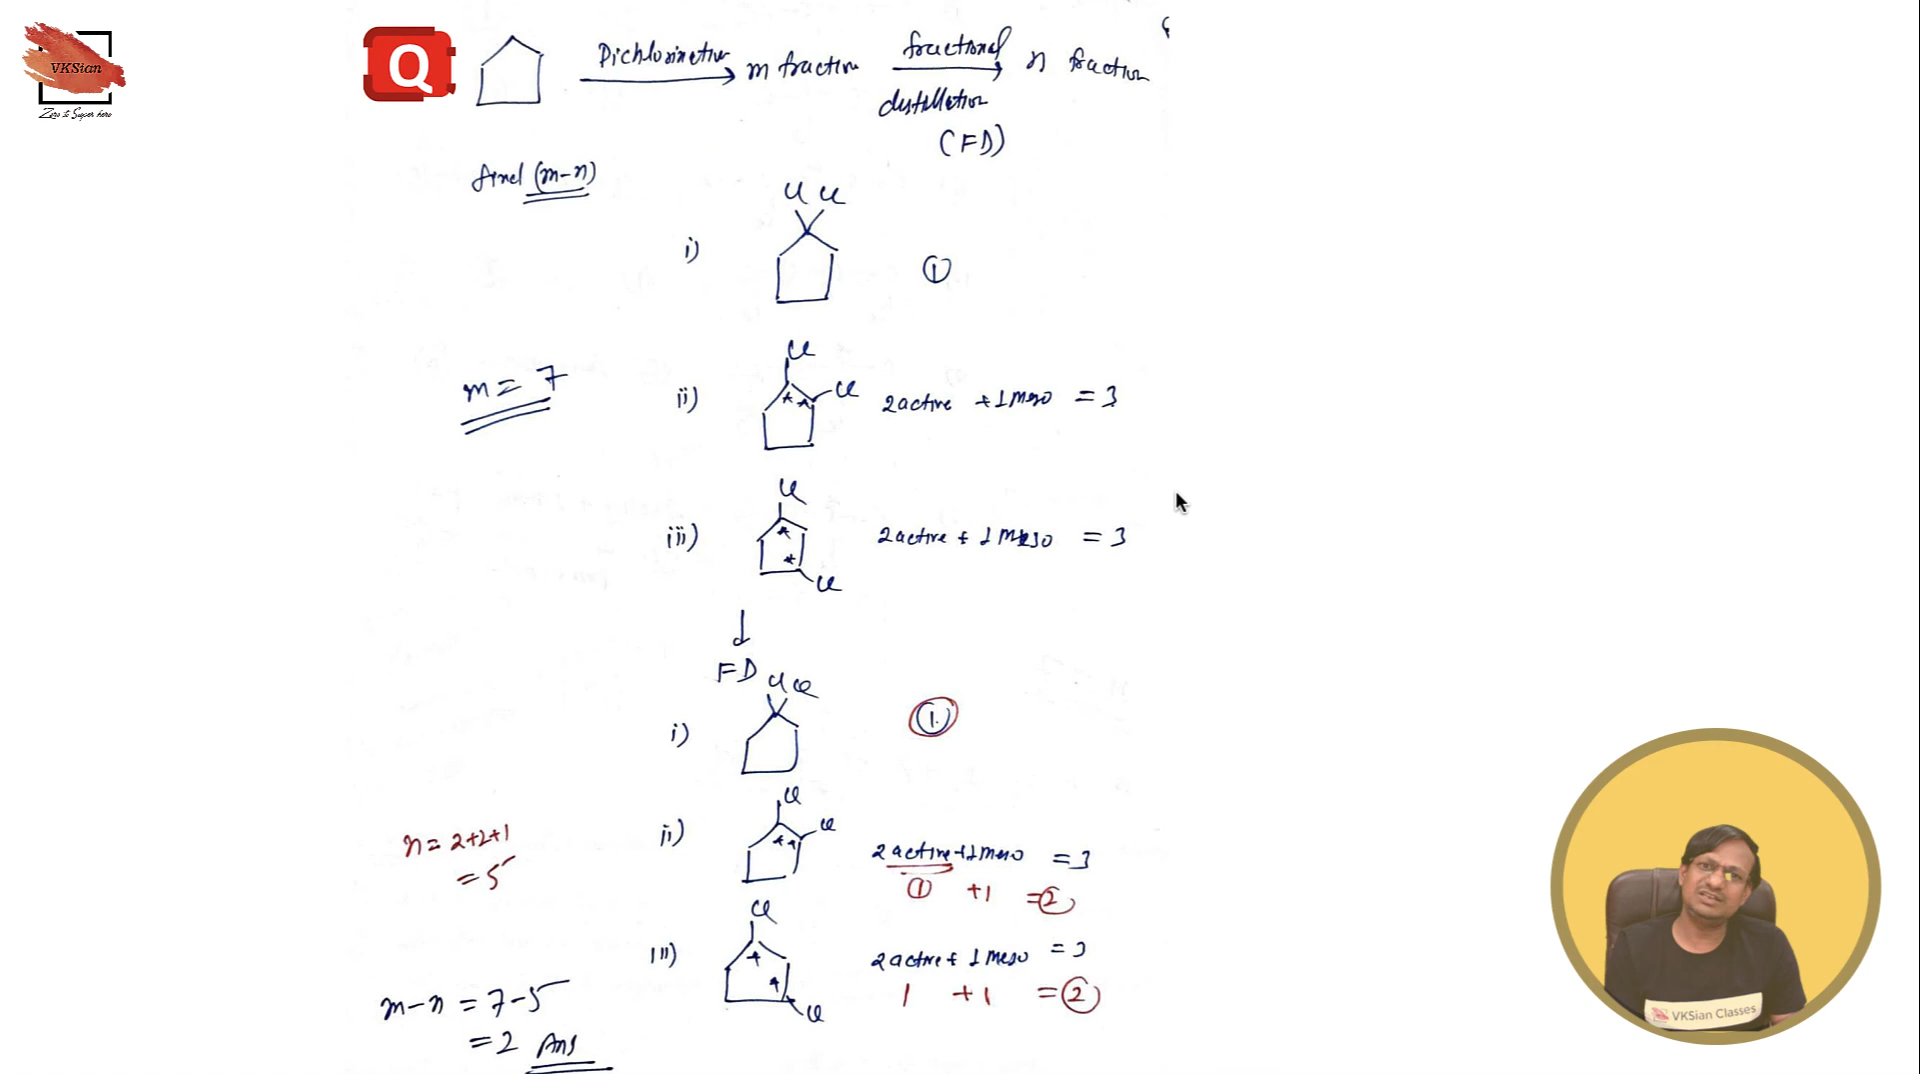 VKSian
Zero to Super hero
Q
Dichlorination m fraction fractional distillation (FD) n fraction
find (m-n)
Cl Cl
i) ①
m = 7
Cl
Cl
ii) 2 active + 1 meso = 3
Cl
iii) 2 active + 1 meso = 3
Cl
FD
Cl Cl
i) ①
Cl
Cl
n = 2+2+1
= 5
ii) 2 active + 1 meso = 3
① + 1 = ②
Cl
iii) 2 active + 1 meso = 3
1 + 1 = ②
Cl
m-n = 7-5
= 2 Ans
VKSian Classes